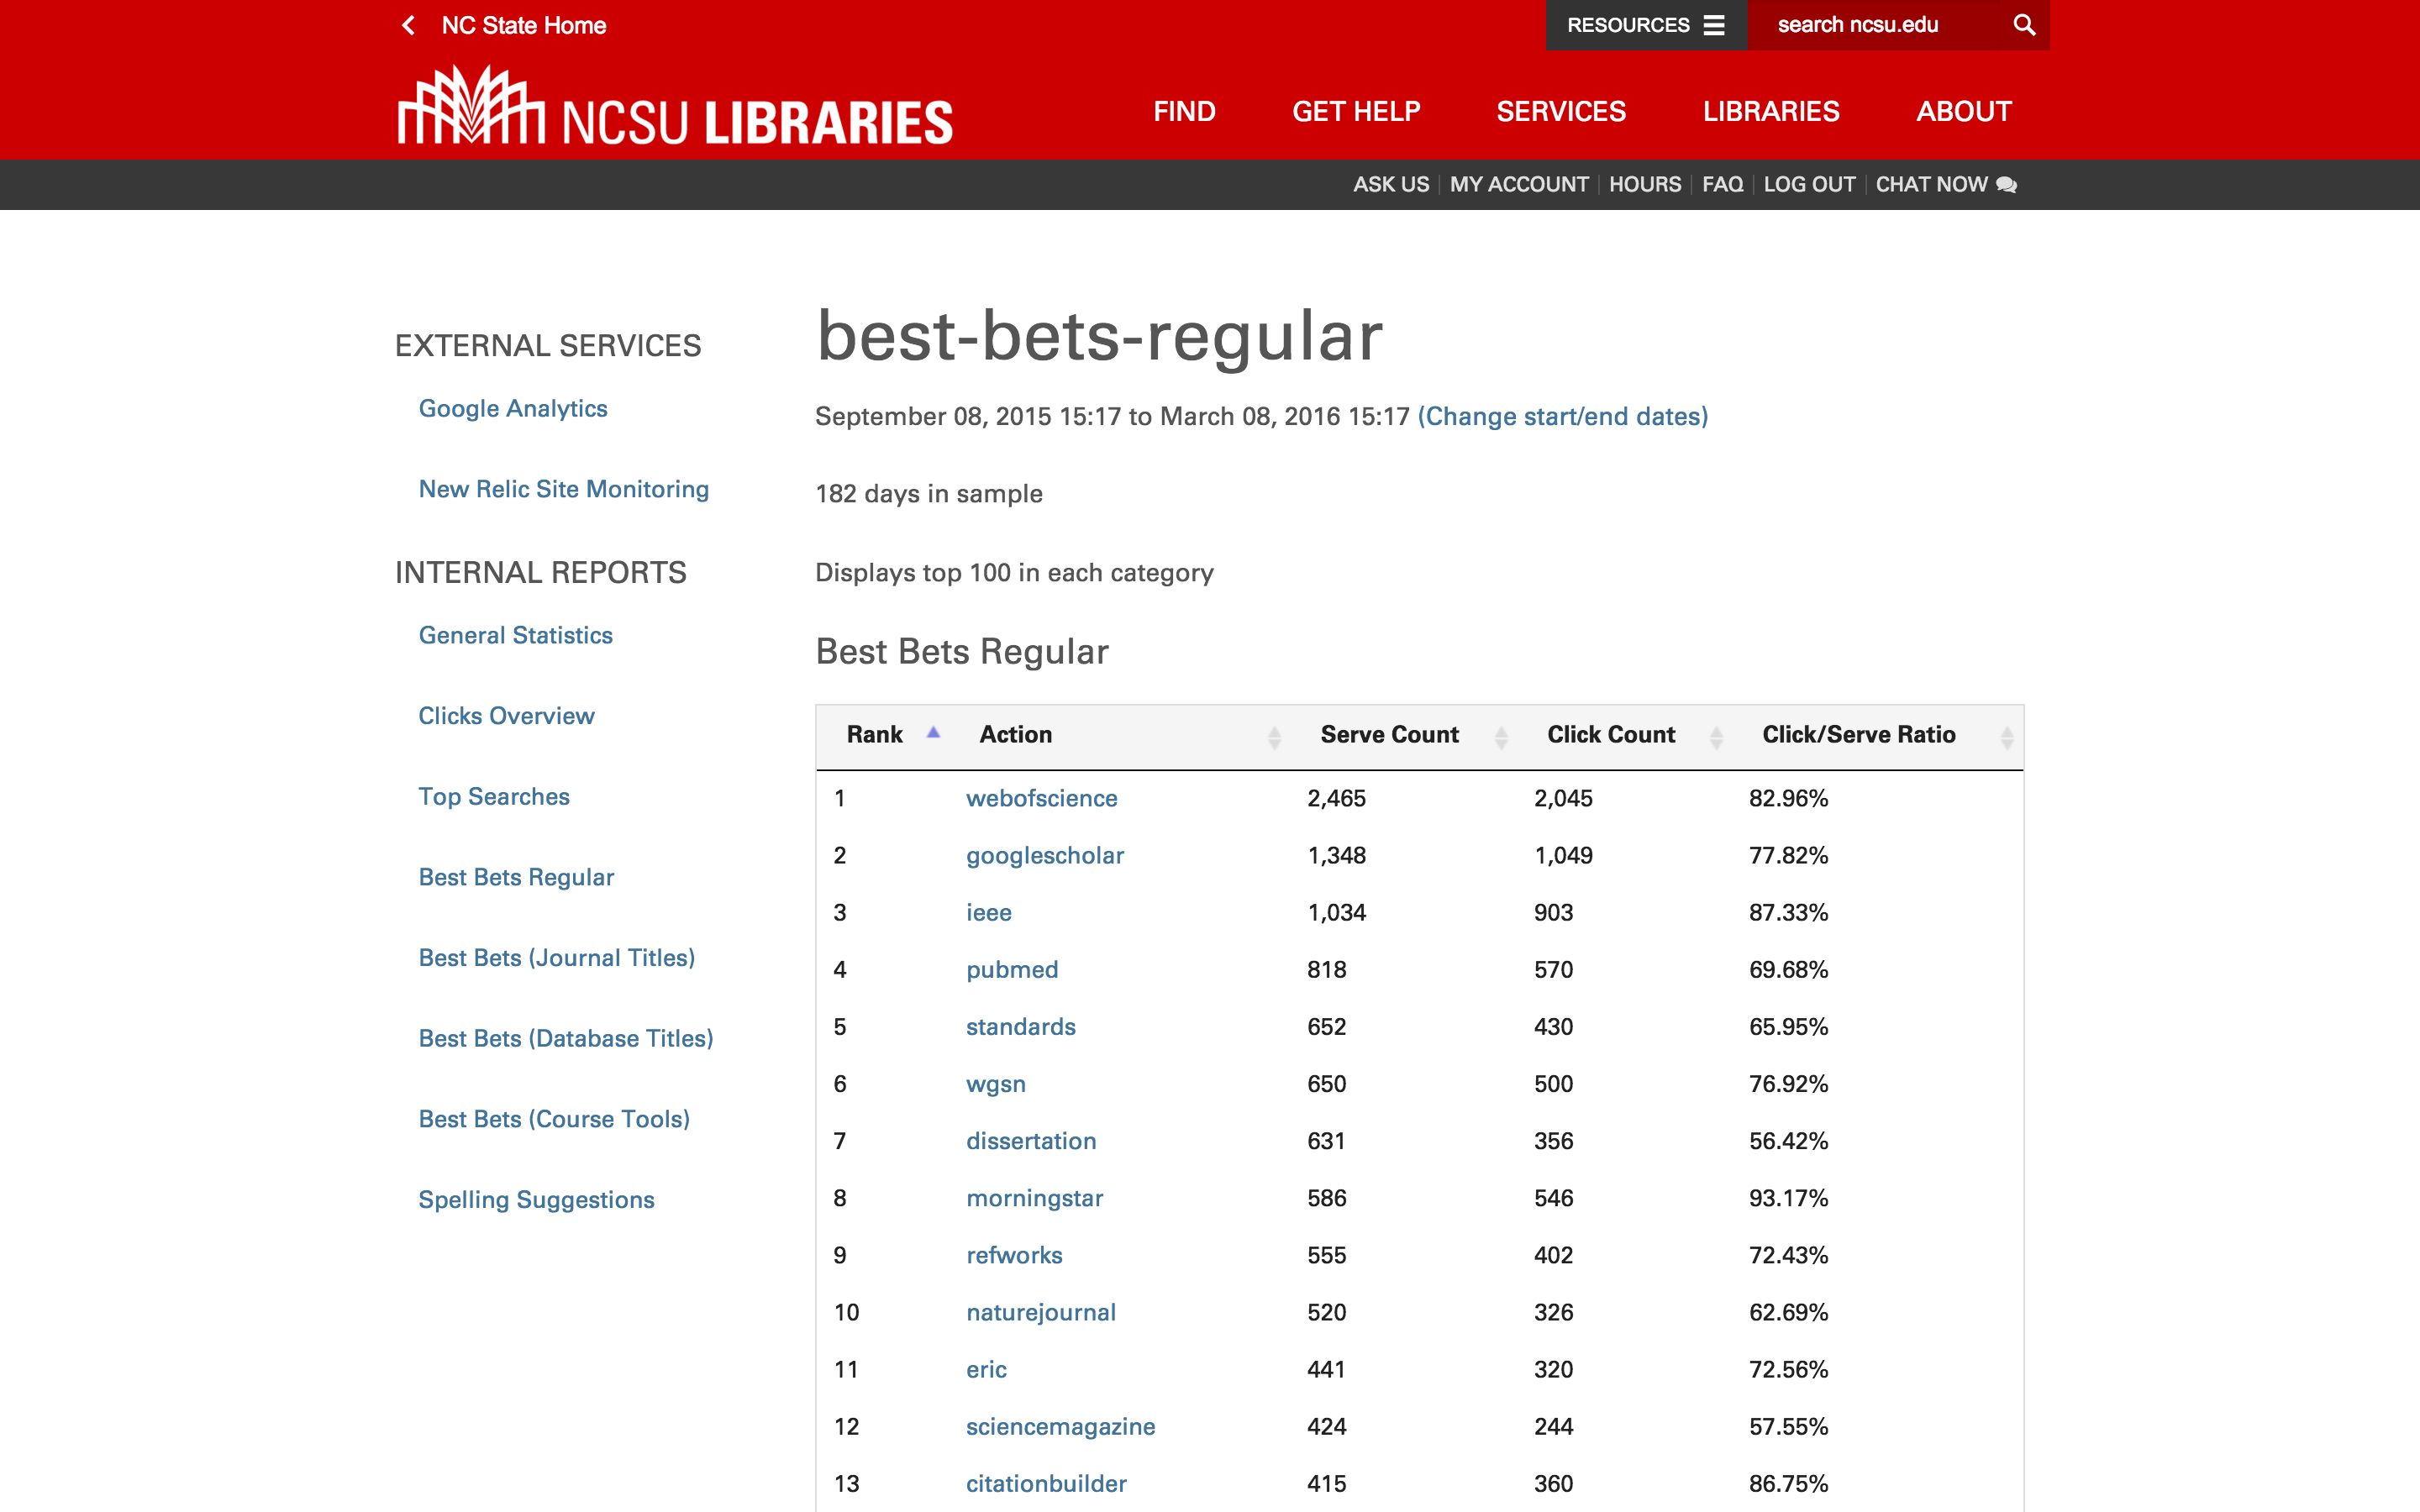 NC State Home
RESOURCES
search ncsu.edu
NCSU LIBRARIES
FIND GET HELP SERVICES LIBRARIES ABOUT
ASK US MY ACCOUNT HOURS FAQ LOG OUT CHAT NOW
EXTERNAL SERVICES
Google Analytics
New Relic Site Monitoring
INTERNAL REPORTS
General Statistics
Clicks Overview
Top Searches
Best Bets Regular
Best Bets (Journal Titles)
Best Bets (Database Titles)
Best Bets (Course Tools)
Spelling Suggestions
best-bets-regular
September 08, 2015 15:17 to March 08, 2016 15:17 (Change start/end dates)
182 days in sample
Displays top 100 in each category
Best Bets Regular
Rank Action Serve Count Click Count Click/Serve Ratio
1 webofscience 2,465 2,045 82.96%
2 googlescholar 1,348 1,049 77.82%
3 ieee 1,034 903 87.33%
4 pubmed 818 570 69.68%
5 standards 652 430 65.95%
6 wgsn 650 500 76.92%
7 dissertation 631 356 56.42%
8 morningstar 586 546 93.17%
9 refworks 555 402 72.43%
10 naturejournal 520 326 62.69%
11 eric 441 320 72.56%
12 sciencemagazine 424 244 57.55%
13 citationbuilder 415 360 86.75%